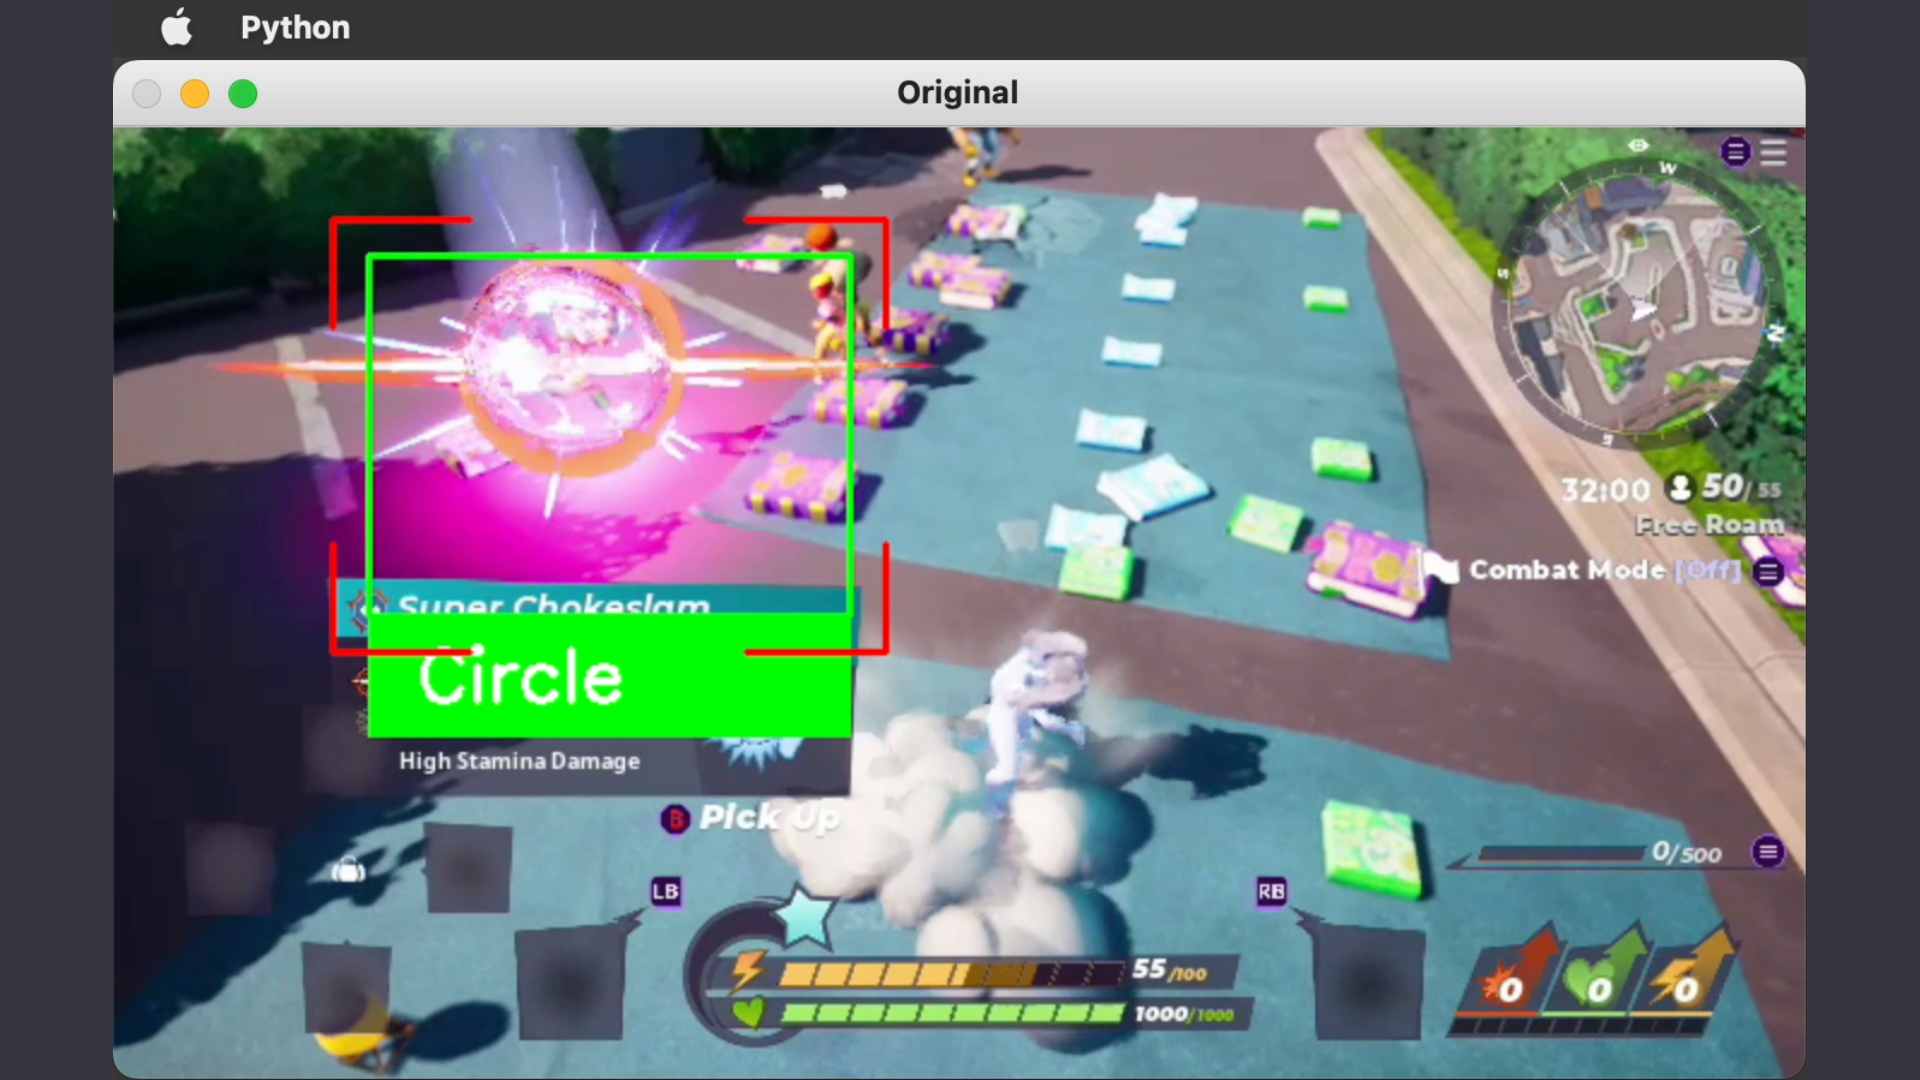 Python
Original
W
N
S
E
32:00 50/55
Free Roam
Combat Mode [Off]
Super Chokeslam
Circle
High Stamina Damage
B Pick Up
0/500
LB
RB
55/100
1000/1000
0 0 0